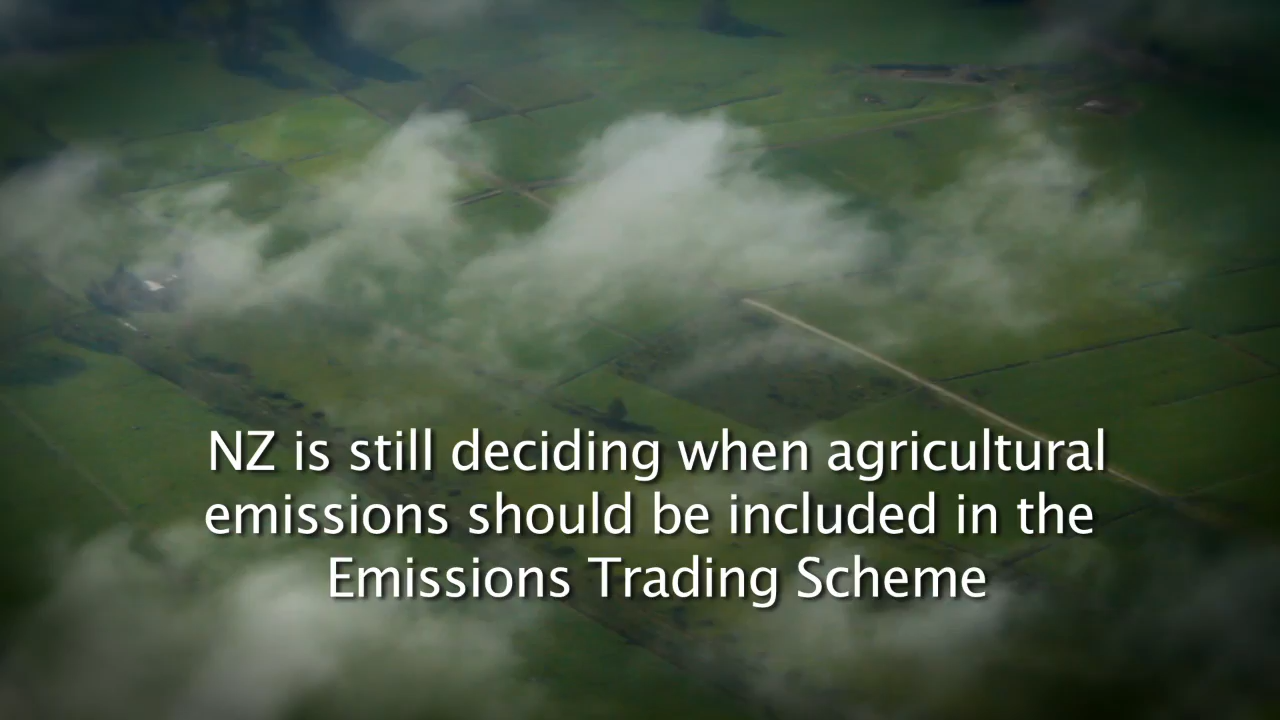 NZ is still deciding when agricultural
emissions should be included in the
Emissions Trading Scheme